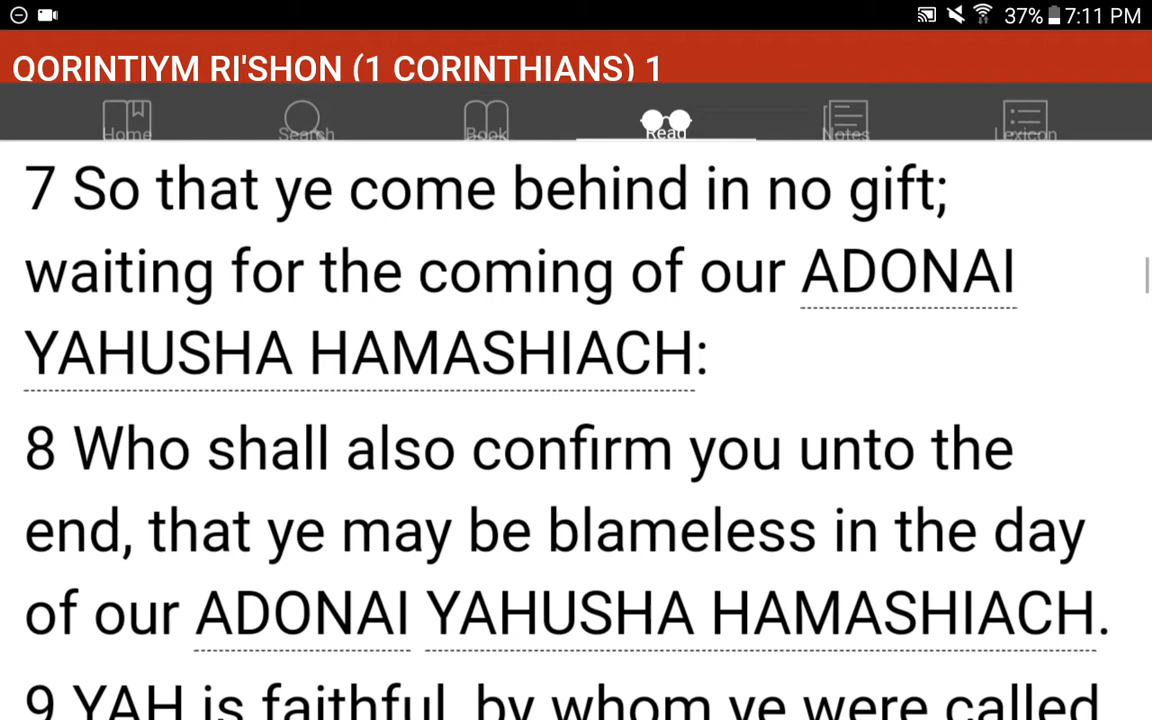 37% 7:11 PM
QORINTIYM RI'SHON (1 CORINTHIANS) 1
Home Search Book Read Notes Lexicon
7 So that ye come behind in no gift;
waiting for the coming of our ADONAI
YAHUSHA HAMASHIACH:
8 Who shall also confirm you unto the
end, that ye may be blameless in the day
of our ADONAI YAHUSHA HAMASHIACH.
9 YAH is faithful, by whom ye were called